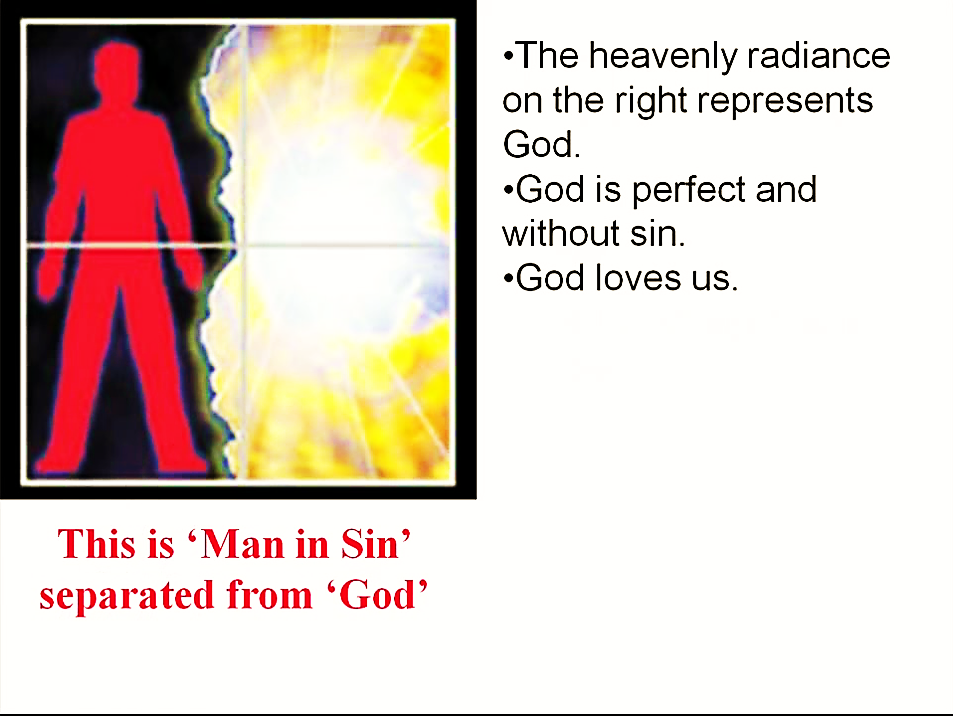 •The heavenly radiance
on the right represents
God.
•God is perfect and
without sin.
•God loves us.
This is ‘Man in Sin’
separated from ‘God’